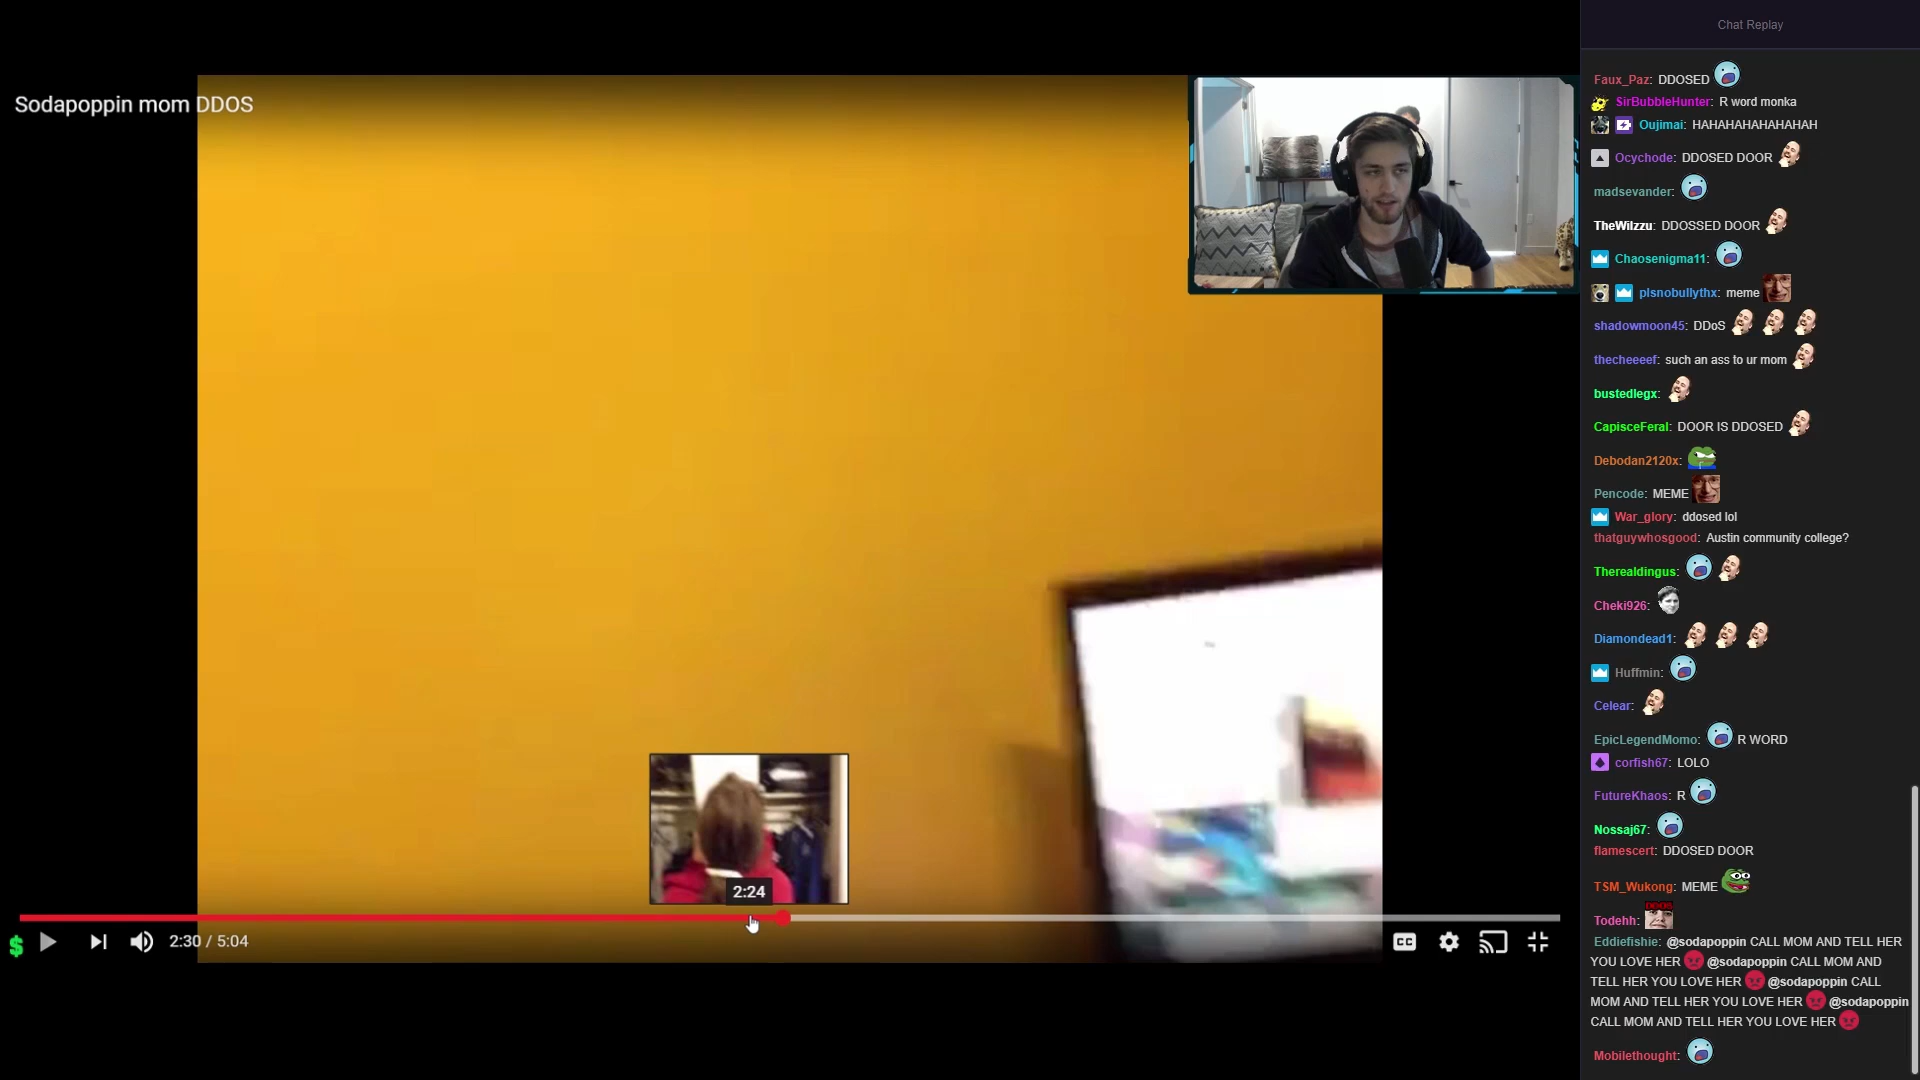 Sodapoppin mom DDOS
2:24
2:30 / 5:04
CC
Chat Replay
Faux_Paz: DDOSED
SirBubbleHunter: R word monka
Oujimai: HAHAHAHAHAHAHAH
Ocychode: DDOSED DOOR
madsevander:
TheWilzzu: DDOSSED DOOR
Chaosenigma11:
plsnobullythx: meme
shadowmoon45: DDoS
thecheeeef: such an ass to ur mom
bustedlegx:
CapisceFeral: DOOR IS DDOSED
Debodan2120x:
Pencode: MEME
War_glory: ddosed lol
thatguywhosgood: Austin community college?
Therealdingus:
Cheki926:
Diamondead1:
Huffmin:
Celear:
EpicLegendMomo: R WORD
corfish67: LOLO
FutureKhaos: R
Nossaj67:
flamescert: DDOSED DOOR
TSM_Wukong: MEME
Todehh:
Eddiefishie: @sodapoppin CALL MOM AND TELL HER
YOU LOVE HER @sodapoppin CALL MOM AND
TELL HER YOU LOVE HER @sodapoppin CALL
MOM AND TELL HER YOU LOVE HER @sodapoppin
CALL MOM AND TELL HER YOU LOVE HER
Mobilethought: